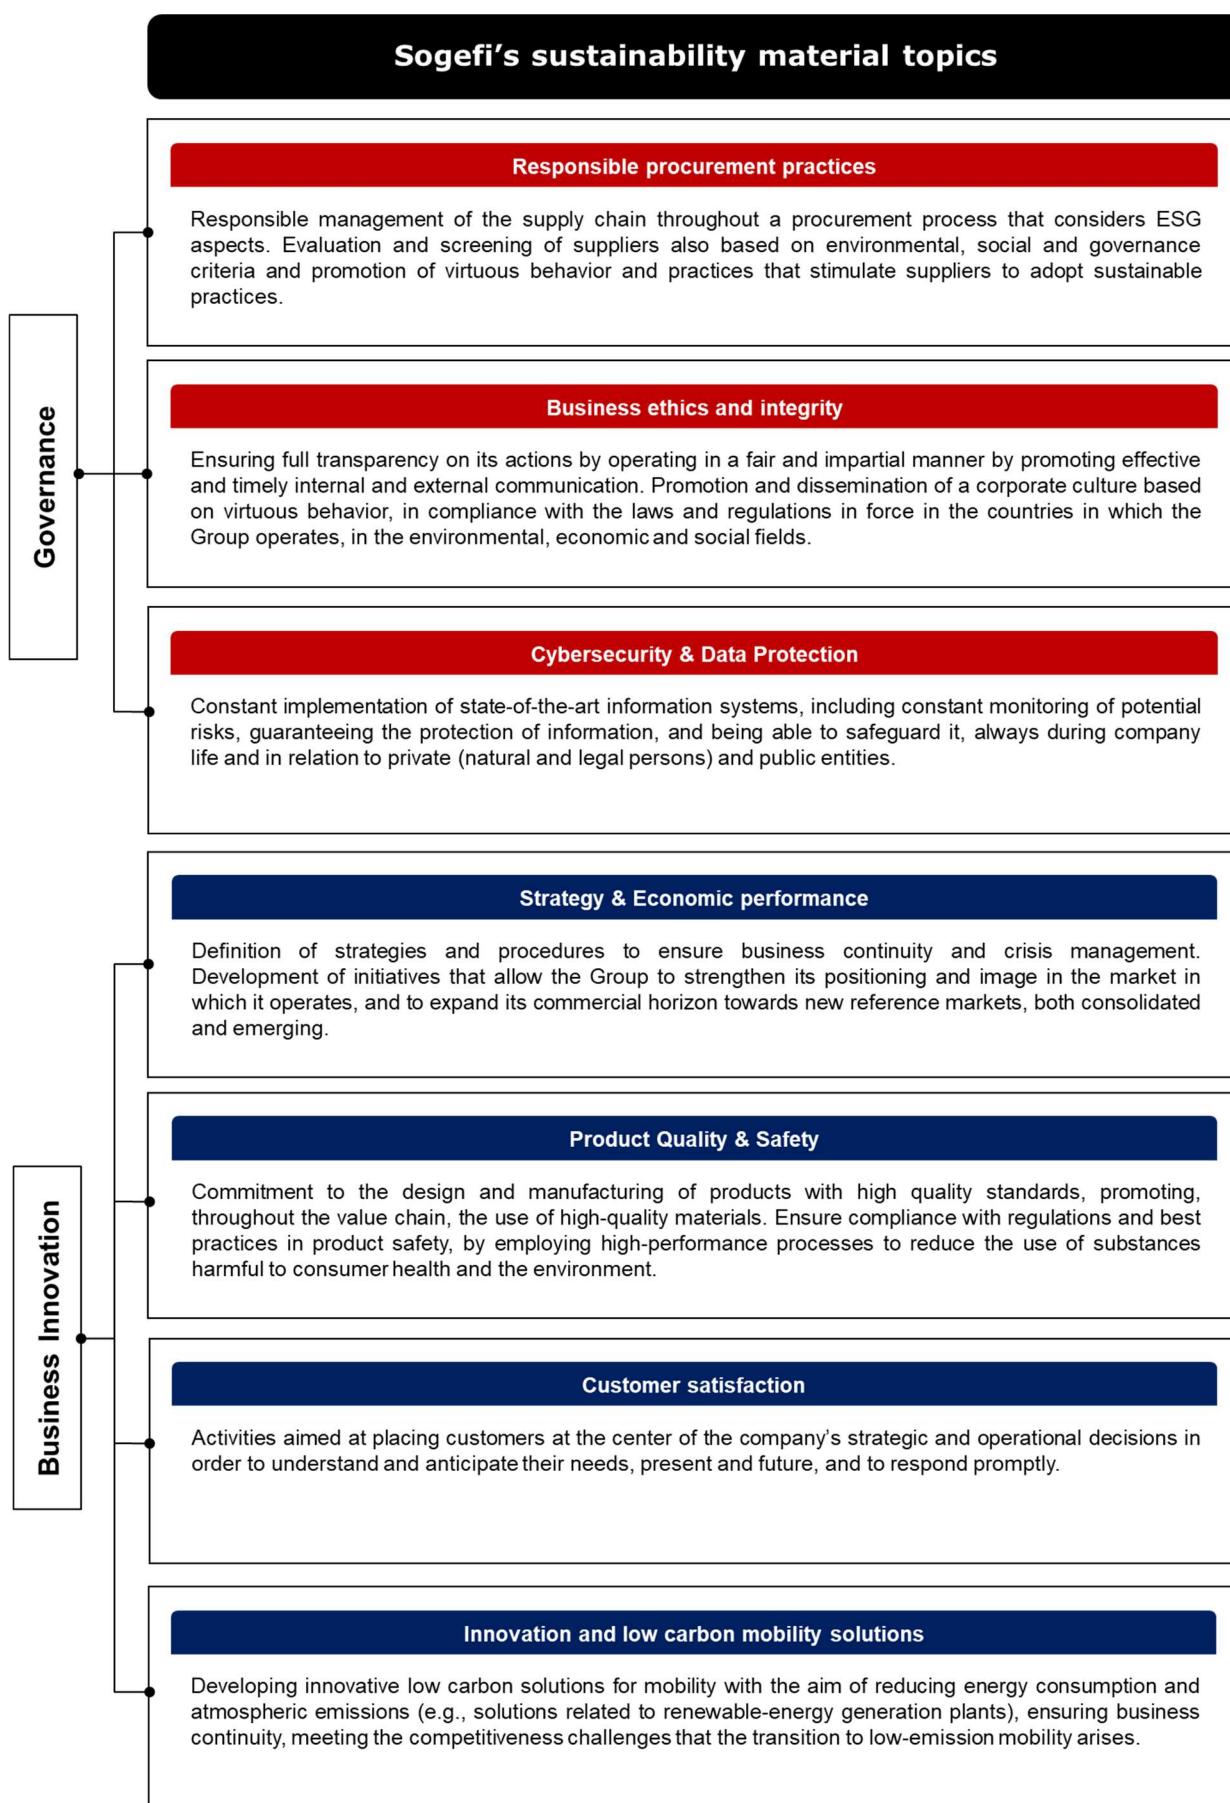 Sogefi’s sustainability material topics
Governance
Responsible procurement practices
Responsible management of the supply chain throughout a procurement process that considers ESG
aspects. Evaluation and screening of suppliers also based on environmental, social and governance
criteria and promotion of virtuous behavior and practices that stimulate suppliers to adopt sustainable
practices.
Business ethics and integrity
Ensuring full transparency on its actions by operating in a fair and impartial manner by promoting effective
and timely internal and external communication. Promotion and dissemination of a corporate culture based
on virtuous behavior, in compliance with the laws and regulations in force in the countries in which the
Group operates, in the environmental, economic and social fields.
Cybersecurity & Data Protection
Constant implementation of state-of-the-art information systems, including constant monitoring of potential
risks, guaranteeing the protection of information, and being able to safeguard it, always during company
life and in relation to private (natural and legal persons) and public entities.
Business Innovation
Strategy & Economic performance
Definition of strategies and procedures to ensure business continuity and crisis management.
Development of initiatives that allow the Group to strengthen its positioning and image in the market in
which it operates, and to expand its commercial horizon towards new reference markets, both consolidated
and emerging.
Product Quality & Safety
Commitment to the design and manufacturing of products with high quality standards, promoting,
throughout the value chain, the use of high-quality materials. Ensure compliance with regulations and best
practices in product safety, by employing high-performance processes to reduce the use of substances
harmful to consumer health and the environment.
Customer satisfaction
Activities aimed at placing customers at the center of the company’s strategic and operational decisions in
order to understand and anticipate their needs, present and future, and to respond promptly.
Innovation and low carbon mobility solutions
Developing innovative low carbon solutions for mobility with the aim of reducing energy consumption and
atmospheric emissions (e.g., solutions related to renewable-energy generation plants), ensuring business
continuity, meeting the competitiveness challenges that the transition to low-emission mobility arises.